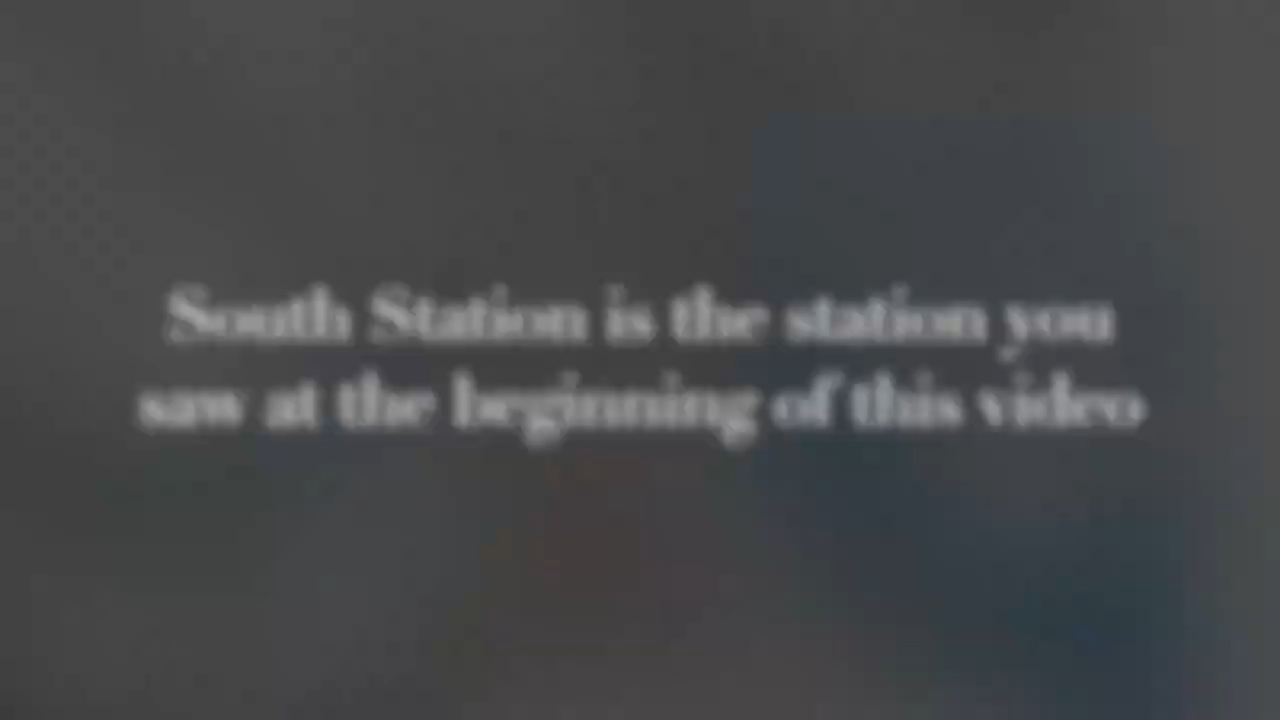 South Station is the station you
saw at the beginning of this video